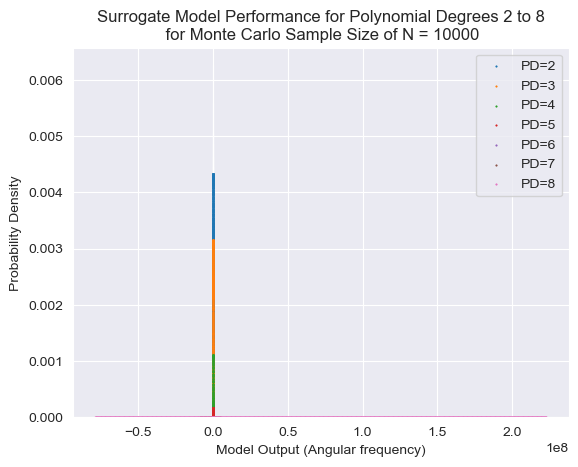 Surrogate Model Performance for Polynomial Degrees 2 to 8
for Monte Carlo Sample Size of N = 10000
Probability Density
0.006
0.005
0.004
0.003
0.002
0.001
0.000
PD=2
PD=3
PD=4
PD=5
PD=6
PD=7
PD=8
−0.5 0.0 0.5 1.0 1.5 2.0
1e8
Model Output (Angular frequency)